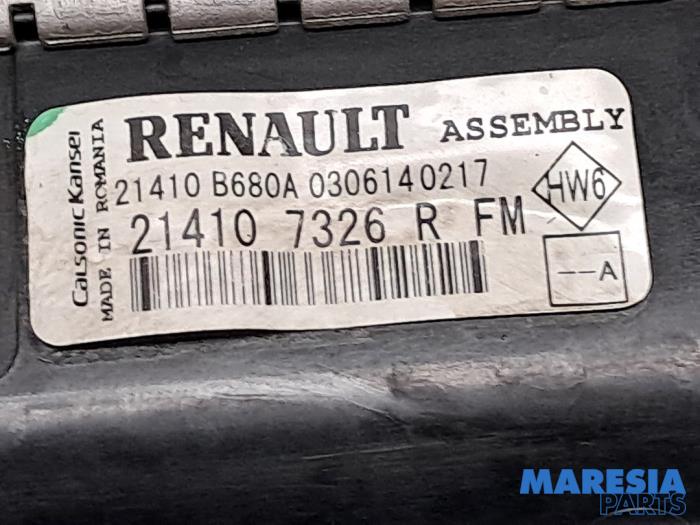 Calsonic Kansei
MADE IN ROMANIA
RENAULT ASSEMBLY
21410 B680A 0306140217
21410 7326 R FM
HW6
--A
MARESIA
PARTS